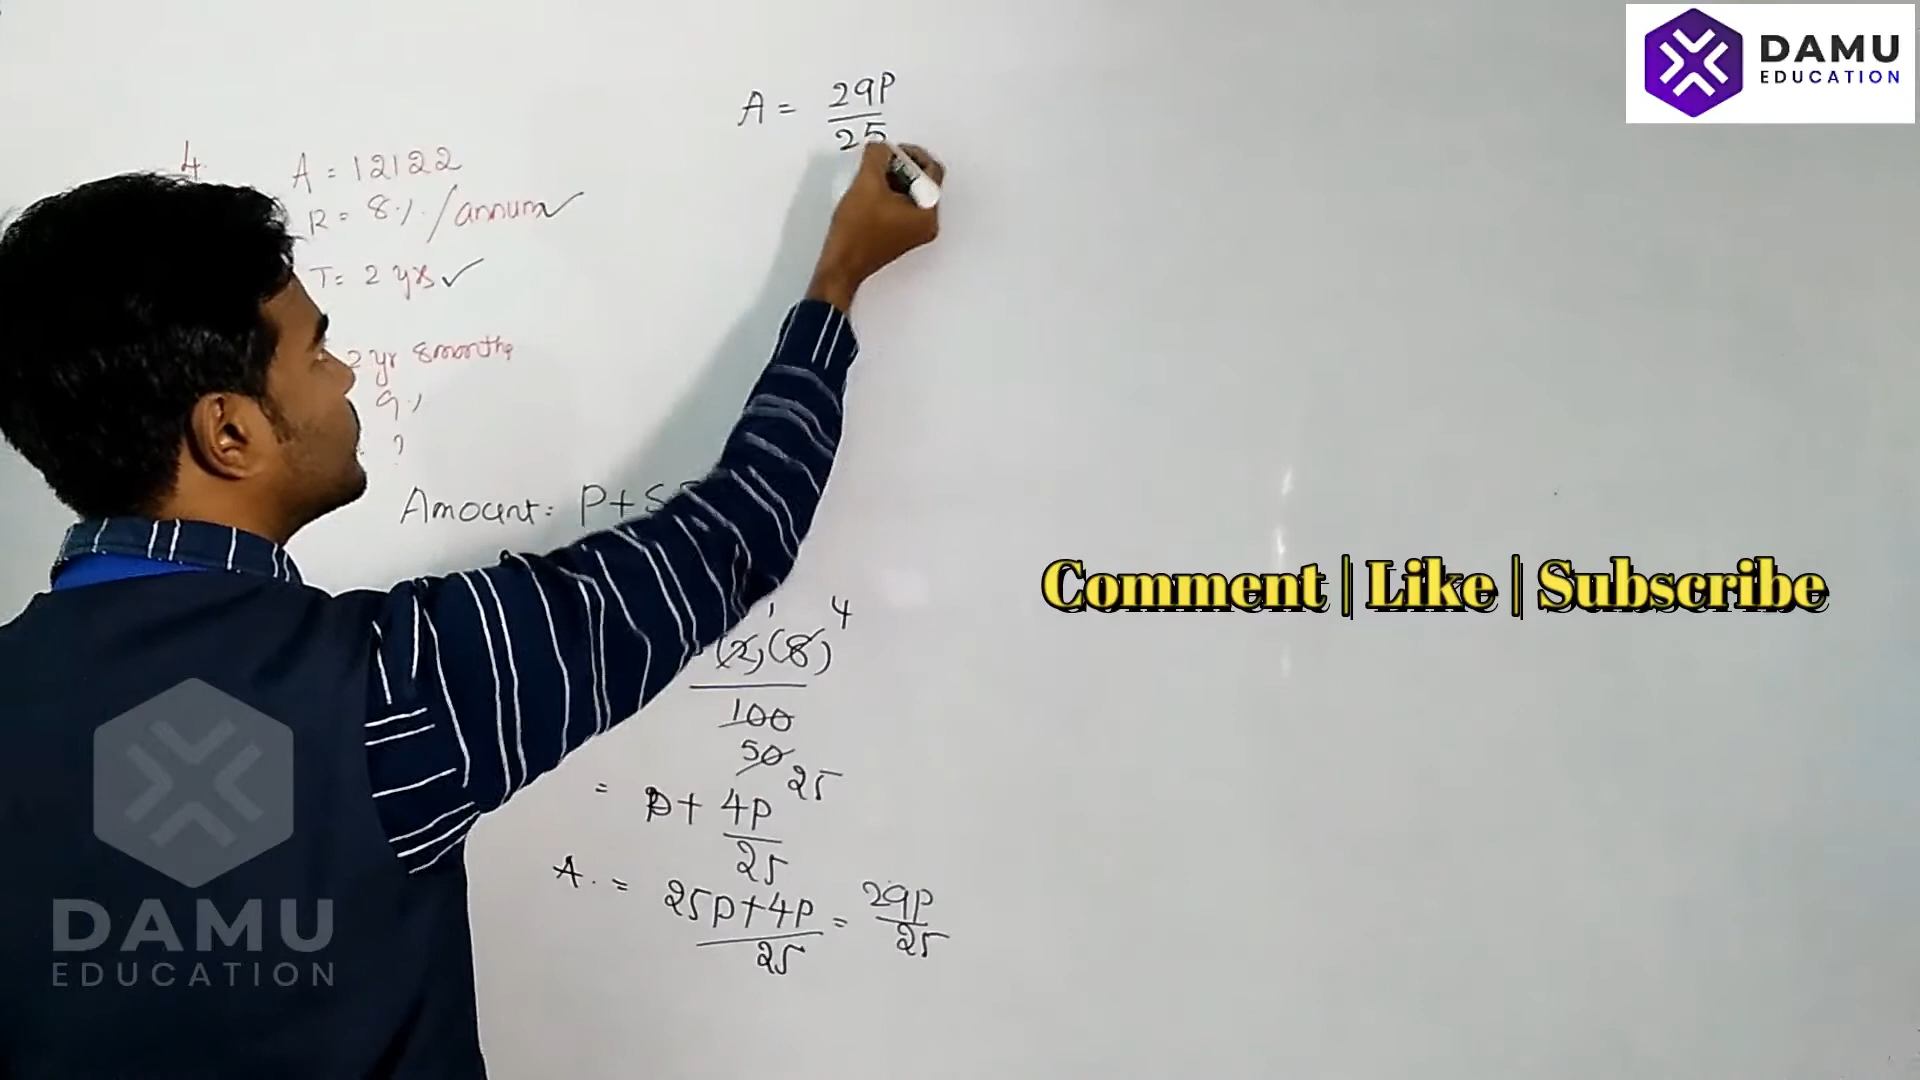 DAMU
EDUCATION
A = 29P/25
4.
A = 12122
R = 8% /annum ✓
T = 2 yrs ✓
2 yr 8 months
9%
?
Amount: P+S
(2)(8) 1 4
100
50 25
= P + 4P/25
A. = 25P+4P/25 = 29P/25
Comment | Like | Subscribe
DAMU
EDUCATION